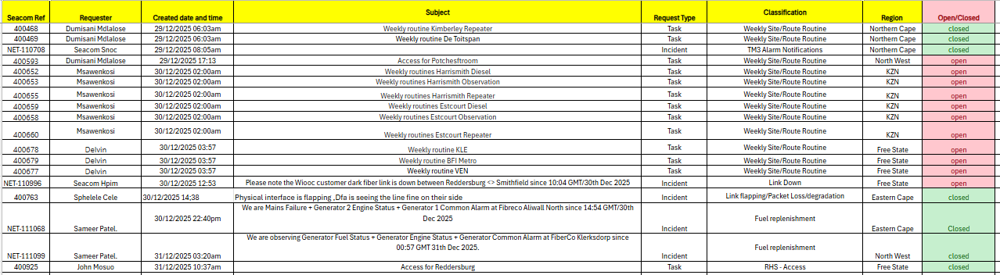 Seacom Ref Requester Created date and time Subject Request Type Classification Region Open/Closed
400468 Dumisani Mdlalose 29/12/2025 06:03am Weekly routine Kimberley Repeater Task Weekly Site/Route Routine Northern Cape closed
400469 Dumisani Mdlalose 29/12/2025 06:03am Weekly routine De Toitspan Task Weekly Site/Route Routine Northern Cape closed
NET-110708 Seacom Snoc 29/12/2025 08:05am Incident TM3 Alarm Notifications Northern Cape closed
400593 Dumisani Mdlalose 29/12/2025 17:13 Access for Potchesftroom Task Weekly Site/Route Routine North West open
400652 Msawenkosi 30/12/2025 02:00am Weekly routines Harrismith Diesel Task Weekly Site/Route Routine KZN open
400653 Msawenkosi 30/12/2025 02:00am Weekly routines Harrismith Observation Task Weekly Site/Route Routine KZN open
400655 Msawenkosi 30/12/2025 02:00am Weekly routines Harrismith Repeater Task Weekly Site/Route Routine KZN open
400659 Msawenkosi 30/12/2025 02:00am Weekly routines Estcourt Diesel Task Weekly Site/Route Routine KZN open
400658 Msawenkosi 30/12/2025 02:00am Weekly routines Estcourt Observation Task Weekly Site/Route Routine KZN open
400660 Msawenkosi 30/12/2025 02:00am Weekly routines Estcourt Repeater Task Weekly Site/Route Routine KZN open
400678 Delvin 30/12/2025 03:57 Weekly routine KLE Task Weekly Site/Route Routine Free State open
400679 Delvin 30/12/2025 03:57 Weekly routine BFI Metro Task Weekly Site/Route Routine Free State open
400677 Delvin 30/12/2025 03:57 Weekly routine VEN Task Weekly Site/Route Routine Free State open
NET-110996 Seacom Hpim 30/12/2025 12:53 Please note the Wiooc customer dark fiber link is down between Reddersburg <> Smithfield since 10:04 GMT/30th Dec 2025 Incident Link Down Free State open
400763 Sphelele Cele 30/12/2025 14;38 Physical interface is flapping ,Dfa is seeing the line fine on their side Incident Link flapping/Packet Loss/degradation Eastern Cape closed
We are Mains Failure + Generator 2 Engine Status + Generator 1 Common Alarm at Fibreco Aliwall North since 14:54 GMT/30th
Dec 2025
NET-111068 Sameer Patel. 30/12/2025 22:40pm Incident Fuel replenishment Eastern Cape Closed
We are observing Generator Fuel Status + Generator Engine Status + Generator Common Alarm at FiberCo Klerksdorp since
00:57 GMT 31th Dec 2025.
NET-111099 Sameer Patel. 31/12/2025 03:20am Incident Fuel replenishment North West closed
400925 John Mosuo 31/12/2025 10:37am Access for Reddersburg Task RHS - Access Free State closed